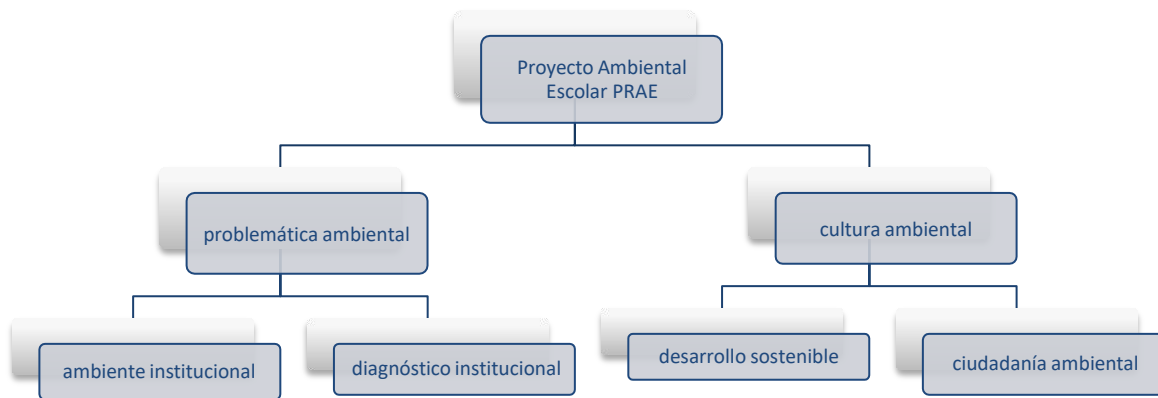 Proyecto Ambiental
Escolar PRAE
problemática ambiental
cultura ambiental
ambiente institucional
diagnóstico institucional
desarrollo sostenible
ciudadanía ambiental